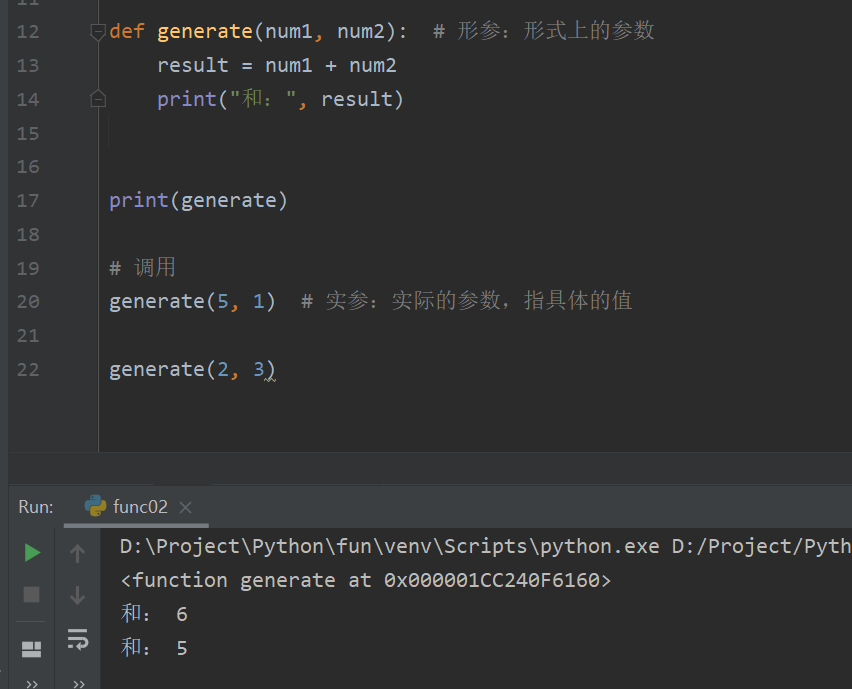 11
12 def generate(num1, num2):  # 形参：形式上的参数
13     result = num1 + num2
14     print("和：", result)
15
16
17 print(generate)
18
19 # 调用
20 generate(5, 1)  # 实参：实际的参数，指具体的值
21
22 generate(2, 3)
Run: func02
D:\Project\Python\fun\venv\Scripts\python.exe D:/Project/Pyth
<function generate at 0x000001CC240F6160>
和： 6
和： 5